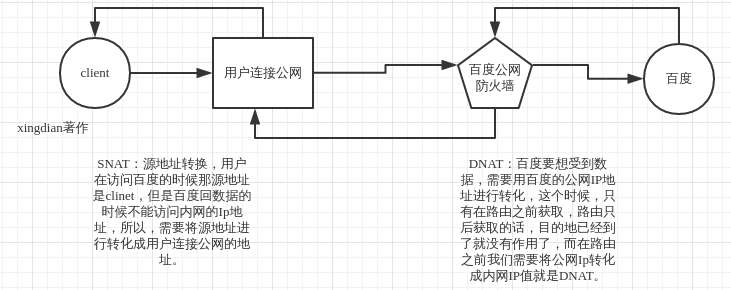 client
用户连接公网
百度公网
防火墙
百度
xingdian著作
SNAT：源地址转换，用户
在访问百度的时候那源地址
是clinet，但是百度回数据的
时候不能访问内网的Ip地
址，所以，需要将源地址进
行转化成用户连接公网的地
址。
DNAT：百度要想受到数
据，需要用百度的公网IP地
址进行转化，这个时候，只
有在路由之前获取，路由只
后获取的话，目的地已经到
了就没有作用了，而在路由
之前我们需要将公网Ip转化
成内网IP值就是DNAT。